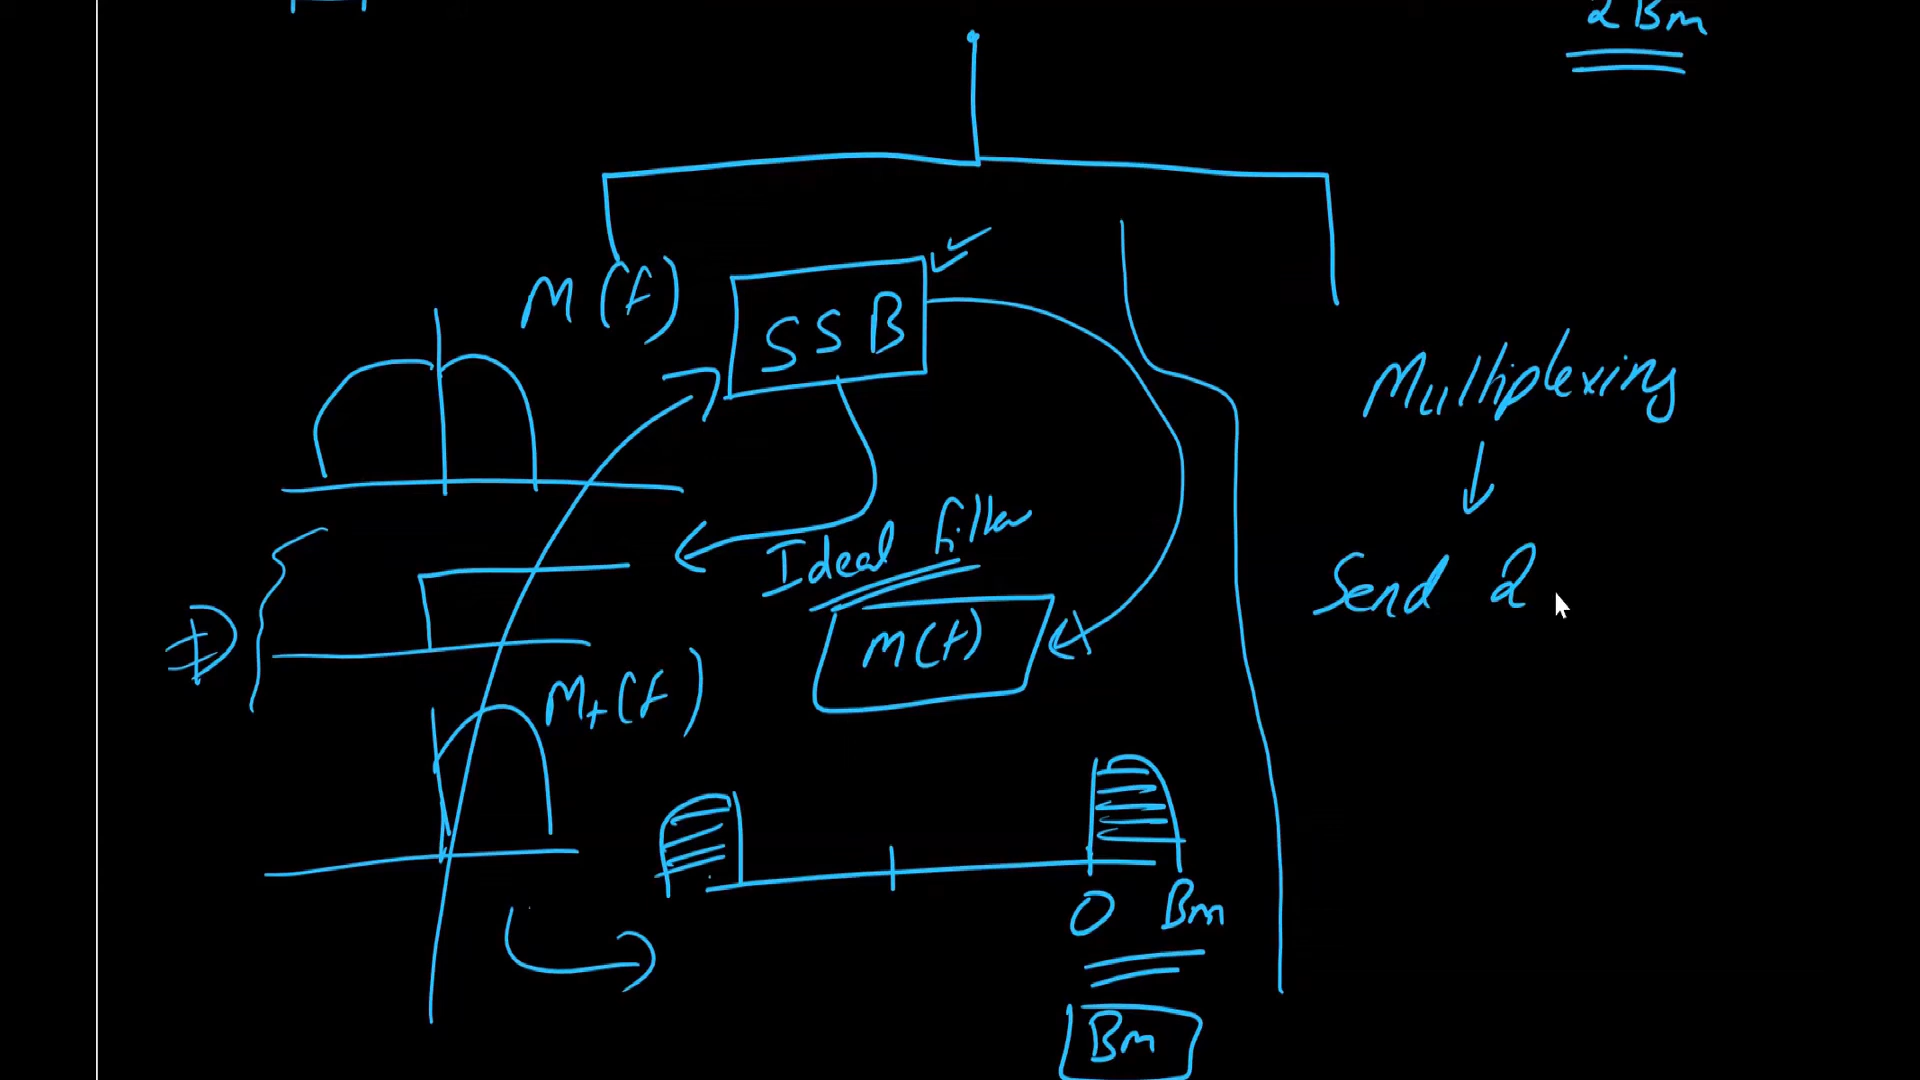 2Bm
M(f)
SSB
Multiplexing
Ideal filter
Send 2
m(t)
M+(f)
0 Bm
Bm